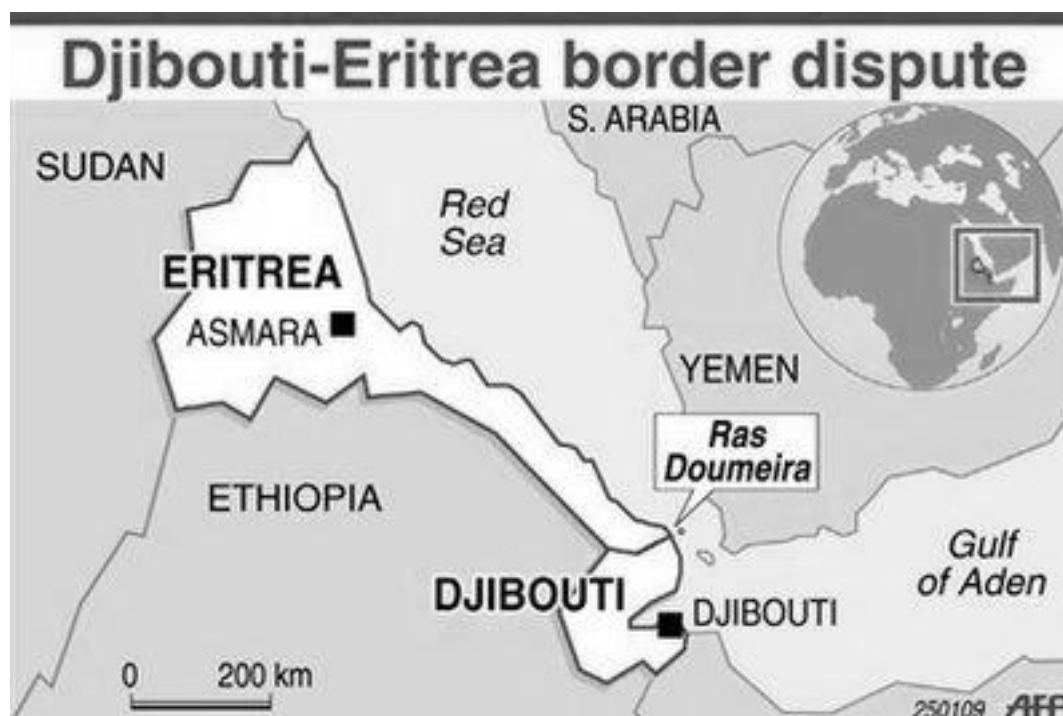 Djibouti-Eritrea border dispute
S. ARABIA
SUDAN
Red
Sea
ERITREA
ASMARA
YEMEN
Ras
Doumeira
ETHIOPIA
Gulf
of Aden
DJIBOUTI
DJIBOUTI
0 200 km
250109 AFP